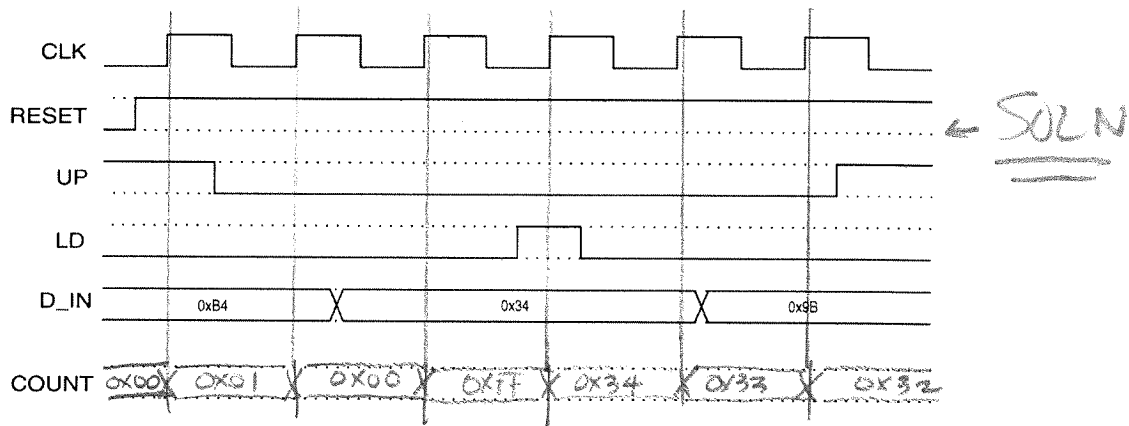 CLK
RESET
← SOLN
UP
LD
D_IN 0xB4 0x34 0x9B
COUNT 0x00 0x01 0x00 0xFF 0x34 0x33 0x32